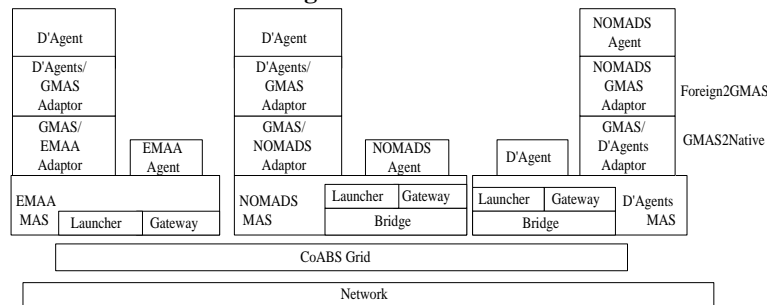 D'Agent
D'Agents/
GMAS
Adaptor
GMAS/
EMAA
Adaptor
EMAA
Agent
EMAA
MAS
Launcher
Gateway
D'Agent
D'Agents/
GMAS
Adaptor
GMAS/
NOMADS
Adaptor
NOMADS
Agent
NOMADS
MAS
Launcher
Gateway
Bridge
NOMADS
Agent
NOMADS
GMAS
Adaptor
Foreign2GMAS
GMAS/
D'Agents
Adaptor
GMAS2Native
D'Agent
Launcher
Gateway
Bridge
D'Agents
MAS
CoABS Grid
Network